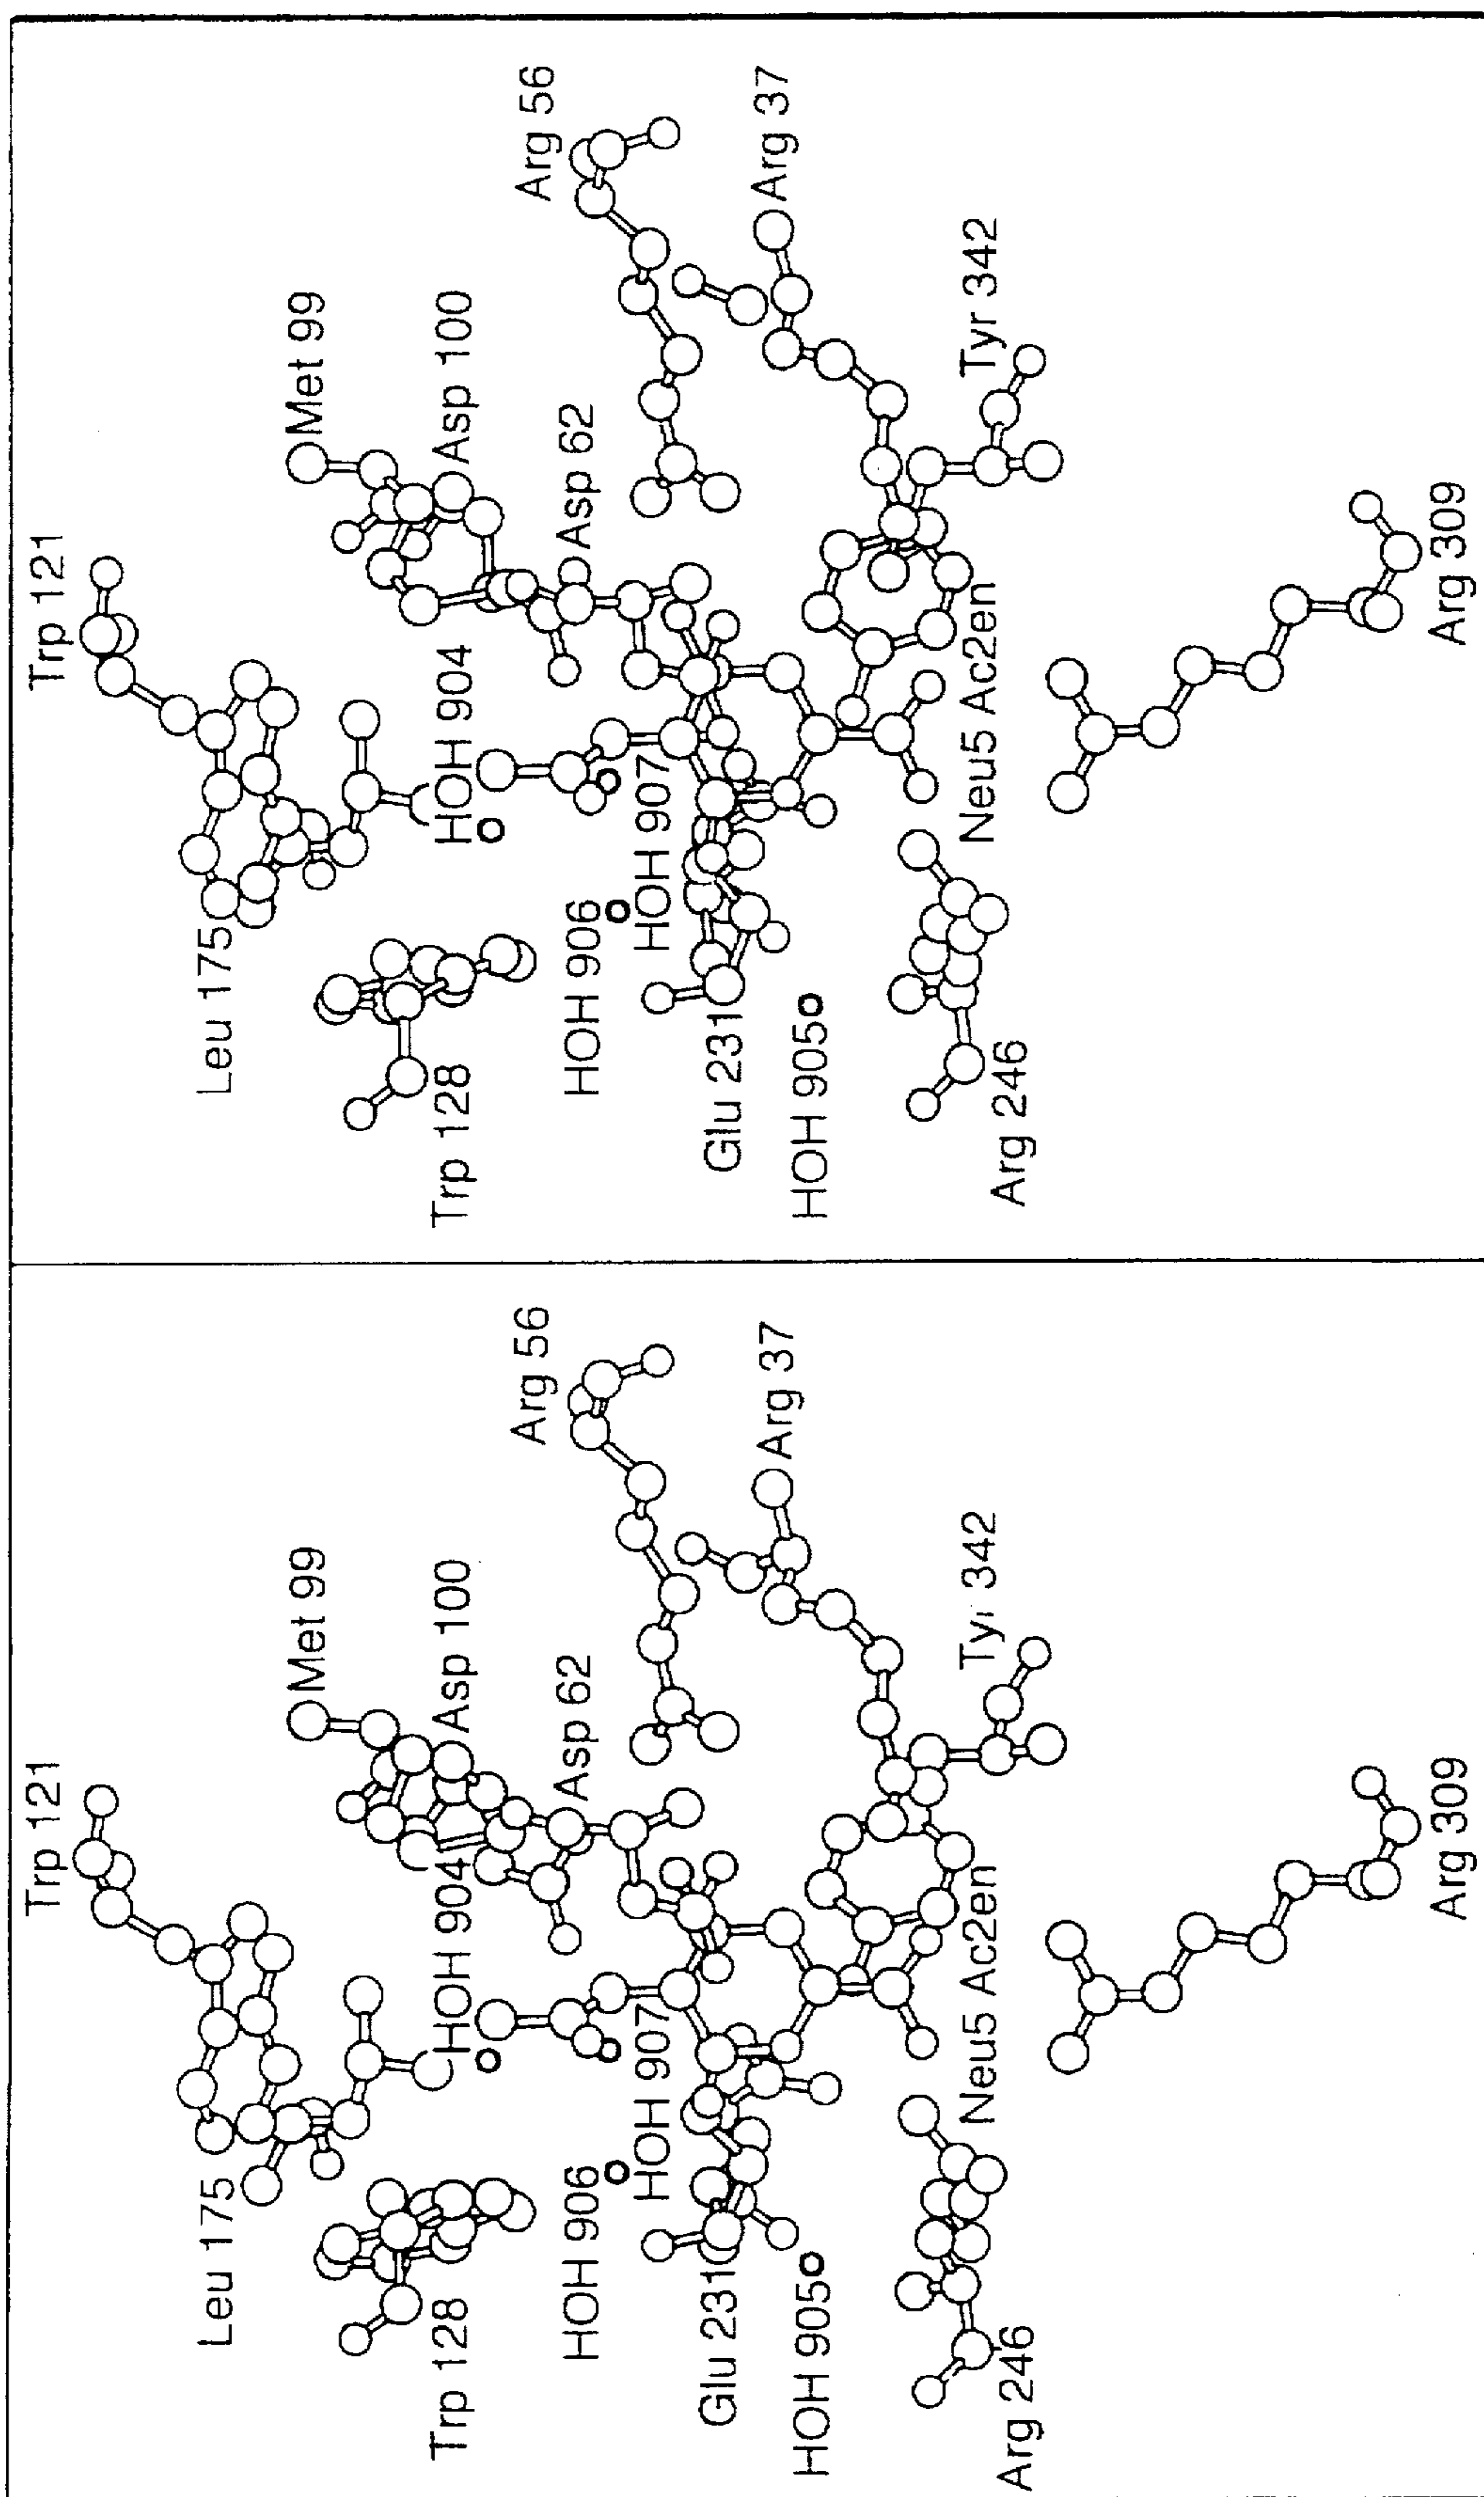 Trp 121
Met 99
Arg 56
Asp 100
Leu 175
HOH 904
Asp 62
Arg 37
Trp 128
HOH 906
HOH 907
Tyr 342
Glu 231
HOH 905
Neu5 Ac2en
Arg 246
Arg 309
Trp 121
Met 99
Arg 56
Asp 100
Leu 175
HOH 904
Asp 62
Arg 37
Trp 128
HOH 906
HOH 907
Tyr 342
Glu 231
HOH 905
Neu5 Ac2en
Arg 246
Arg 309